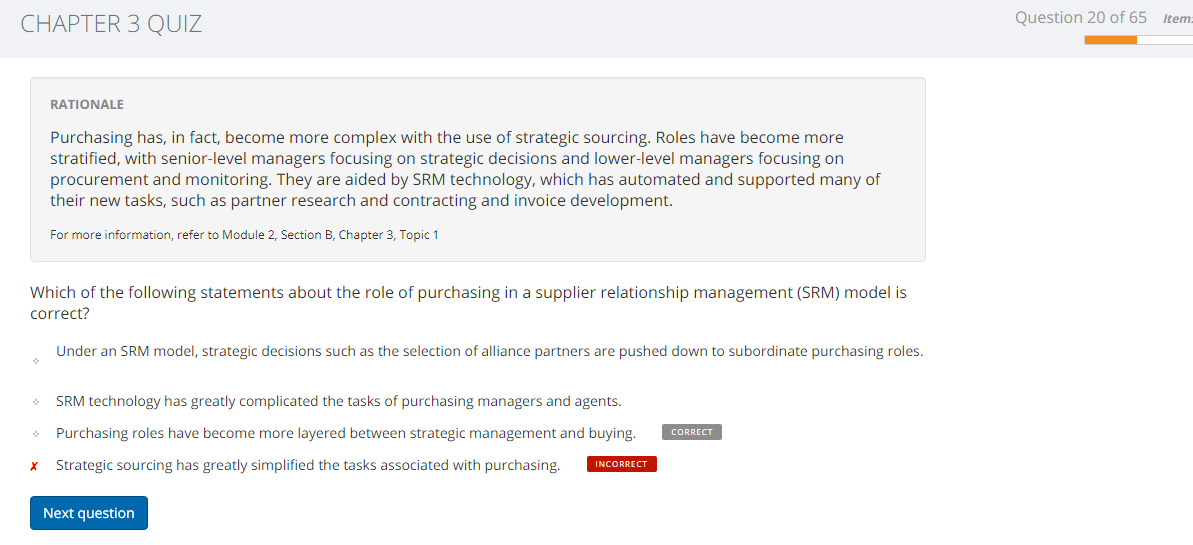 CHAPTER 3 QUIZ
Question 20 of 65 Item:
RATIONALE
Purchasing has, in fact, become more complex with the use of strategic sourcing. Roles have become more
stratified, with senior-level managers focusing on strategic decisions and lower-level managers focusing on
procurement and monitoring. They are aided by SRM technology, which has automated and supported many of
their new tasks, such as partner research and contracting and invoice development.
For more information, refer to Module 2, Section B, Chapter 3, Topic 1
Which of the following statements about the role of purchasing in a supplier relationship management (SRM) model is
correct?
Under an SRM model, strategic decisions such as the selection of alliance partners are pushed down to subordinate purchasing roles.
SRM technology has greatly complicated the tasks of purchasing managers and agents.
Purchasing roles have become more layered between strategic management and buying. CORRECT
✗ Strategic sourcing has greatly simplified the tasks associated with purchasing. INCORRECT
Next question